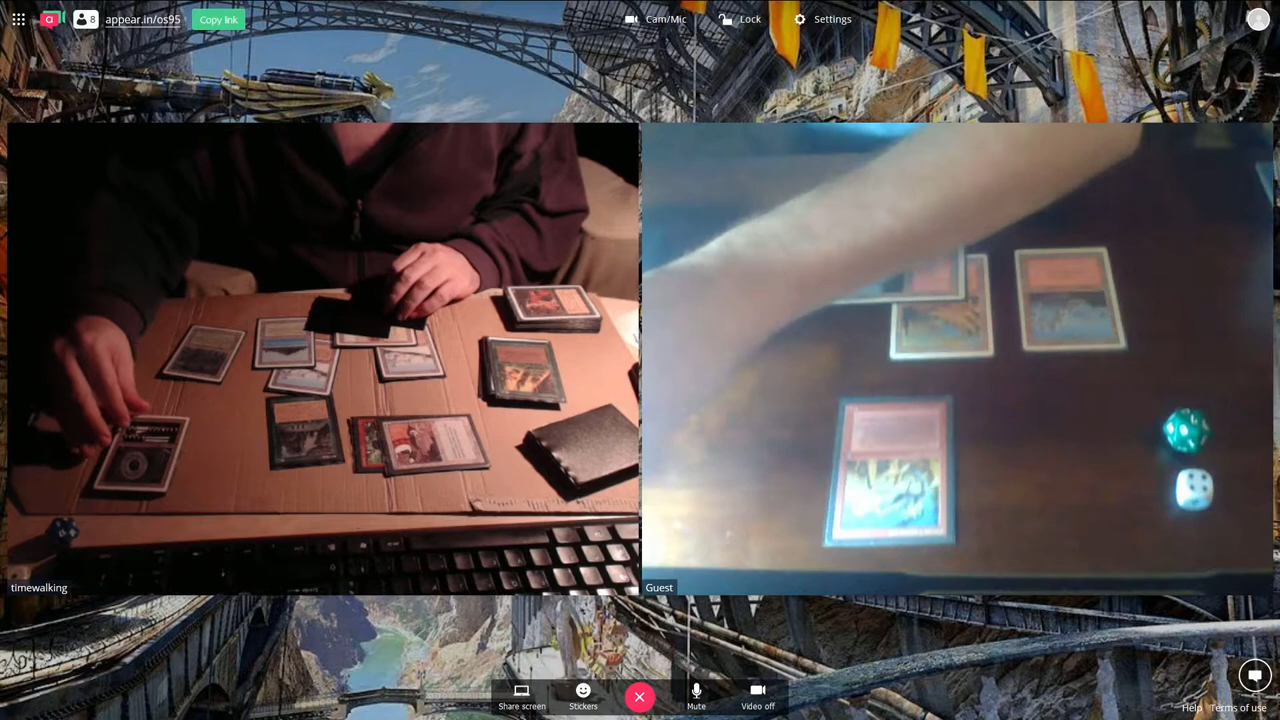 8
appear.in/os95
Copy link
Cam/Mic
Lock
Settings
timewalking
Guest
Share screen
Stickers
Mute
Video off
Help
Terms of use